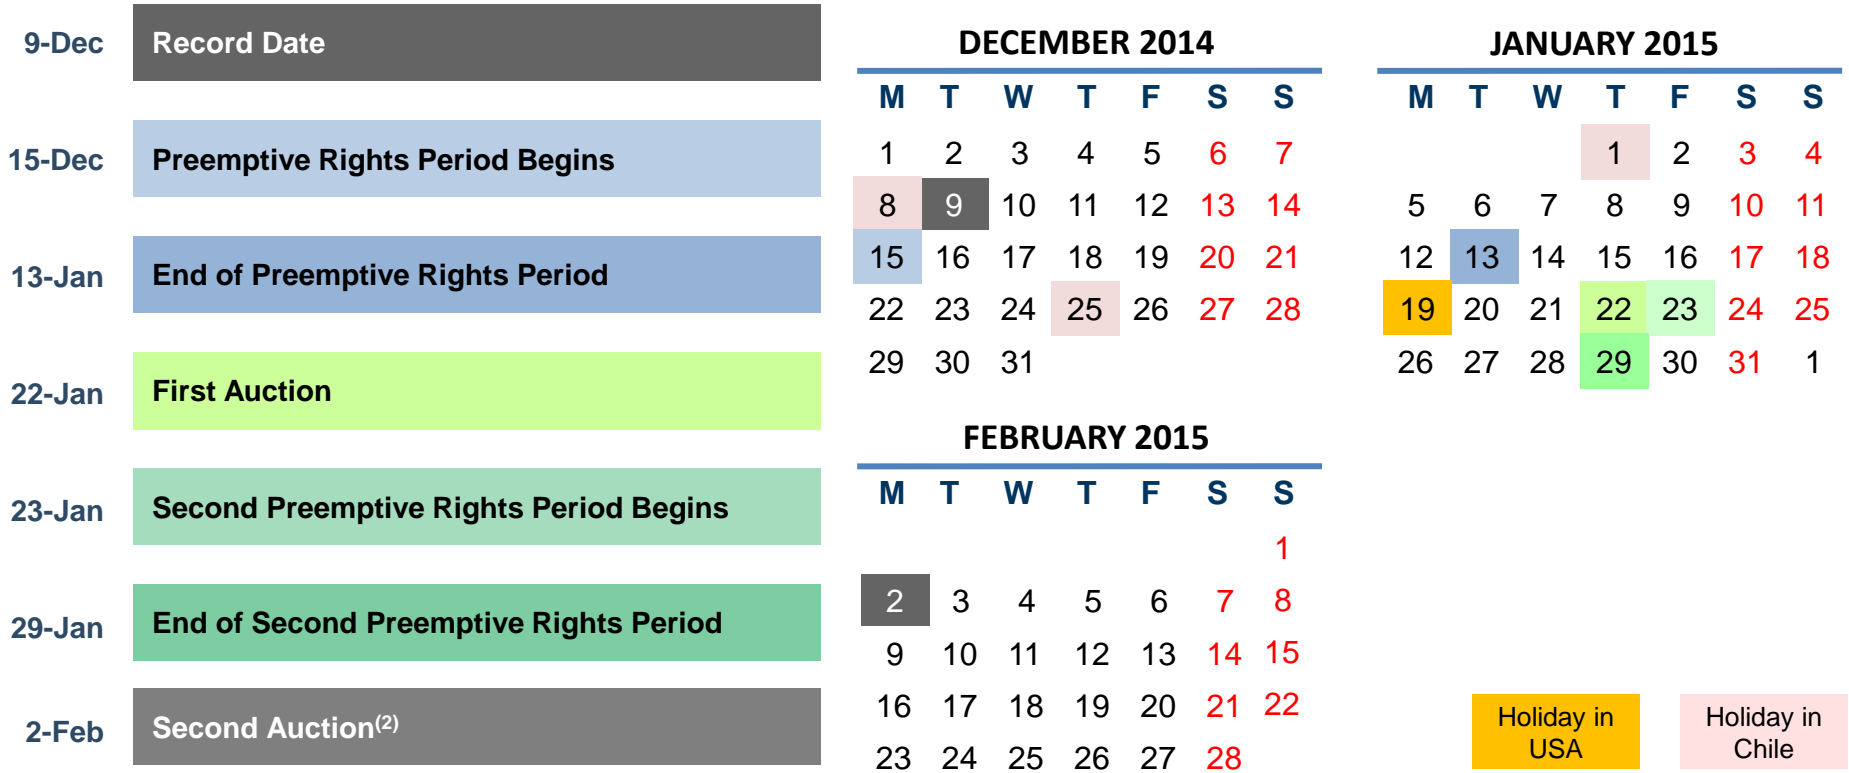 9-Dec Record Date
15-Dec Preemptive Rights Period Begins
13-Jan End of Preemptive Rights Period
22-Jan First Auction
23-Jan Second Preemptive Rights Period Begins
29-Jan End of Second Preemptive Rights Period
2-Feb Second Auction(2)
DECEMBER 2014
M T W T F S S
1 2 3 4 5 6 7
8 9 10 11 12 13 14
15 16 17 18 19 20 21
22 23 24 25 26 27 28
29 30 31
JANUARY 2015
M T W T F S S
1 2 3 4
5 6 7 8 9 10 11
12 13 14 15 16 17 18
19 20 21 22 23 24 25
26 27 28 29 30 31 1
FEBRUARY 2015
M T W T F S S
1
2 3 4 5 6 7 8
9 10 11 12 13 14 15
16 17 18 19 20 21 22
23 24 25 26 27 28
Holiday in
USA
Holiday in
Chile